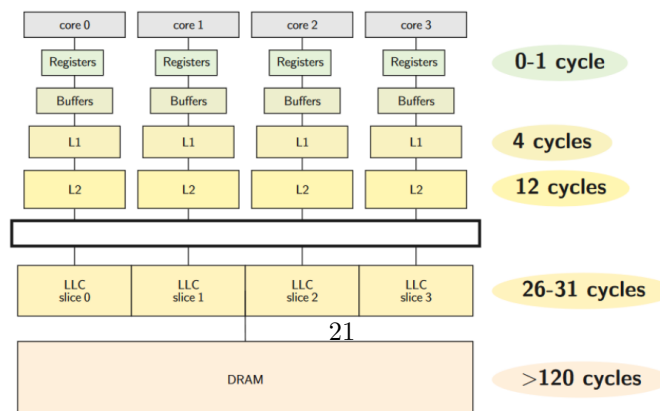 core 0 core 1 core 2 core 3
Registers Registers Registers Registers 0-1 cycle
Buffers Buffers Buffers Buffers
L1 L1 L1 L1 4 cycles
L2 L2 L2 L2 12 cycles
LLC LLC LLC LLC
slice 0 slice 1 slice 2 slice 3 26-31 cycles
21
DRAM >120 cycles